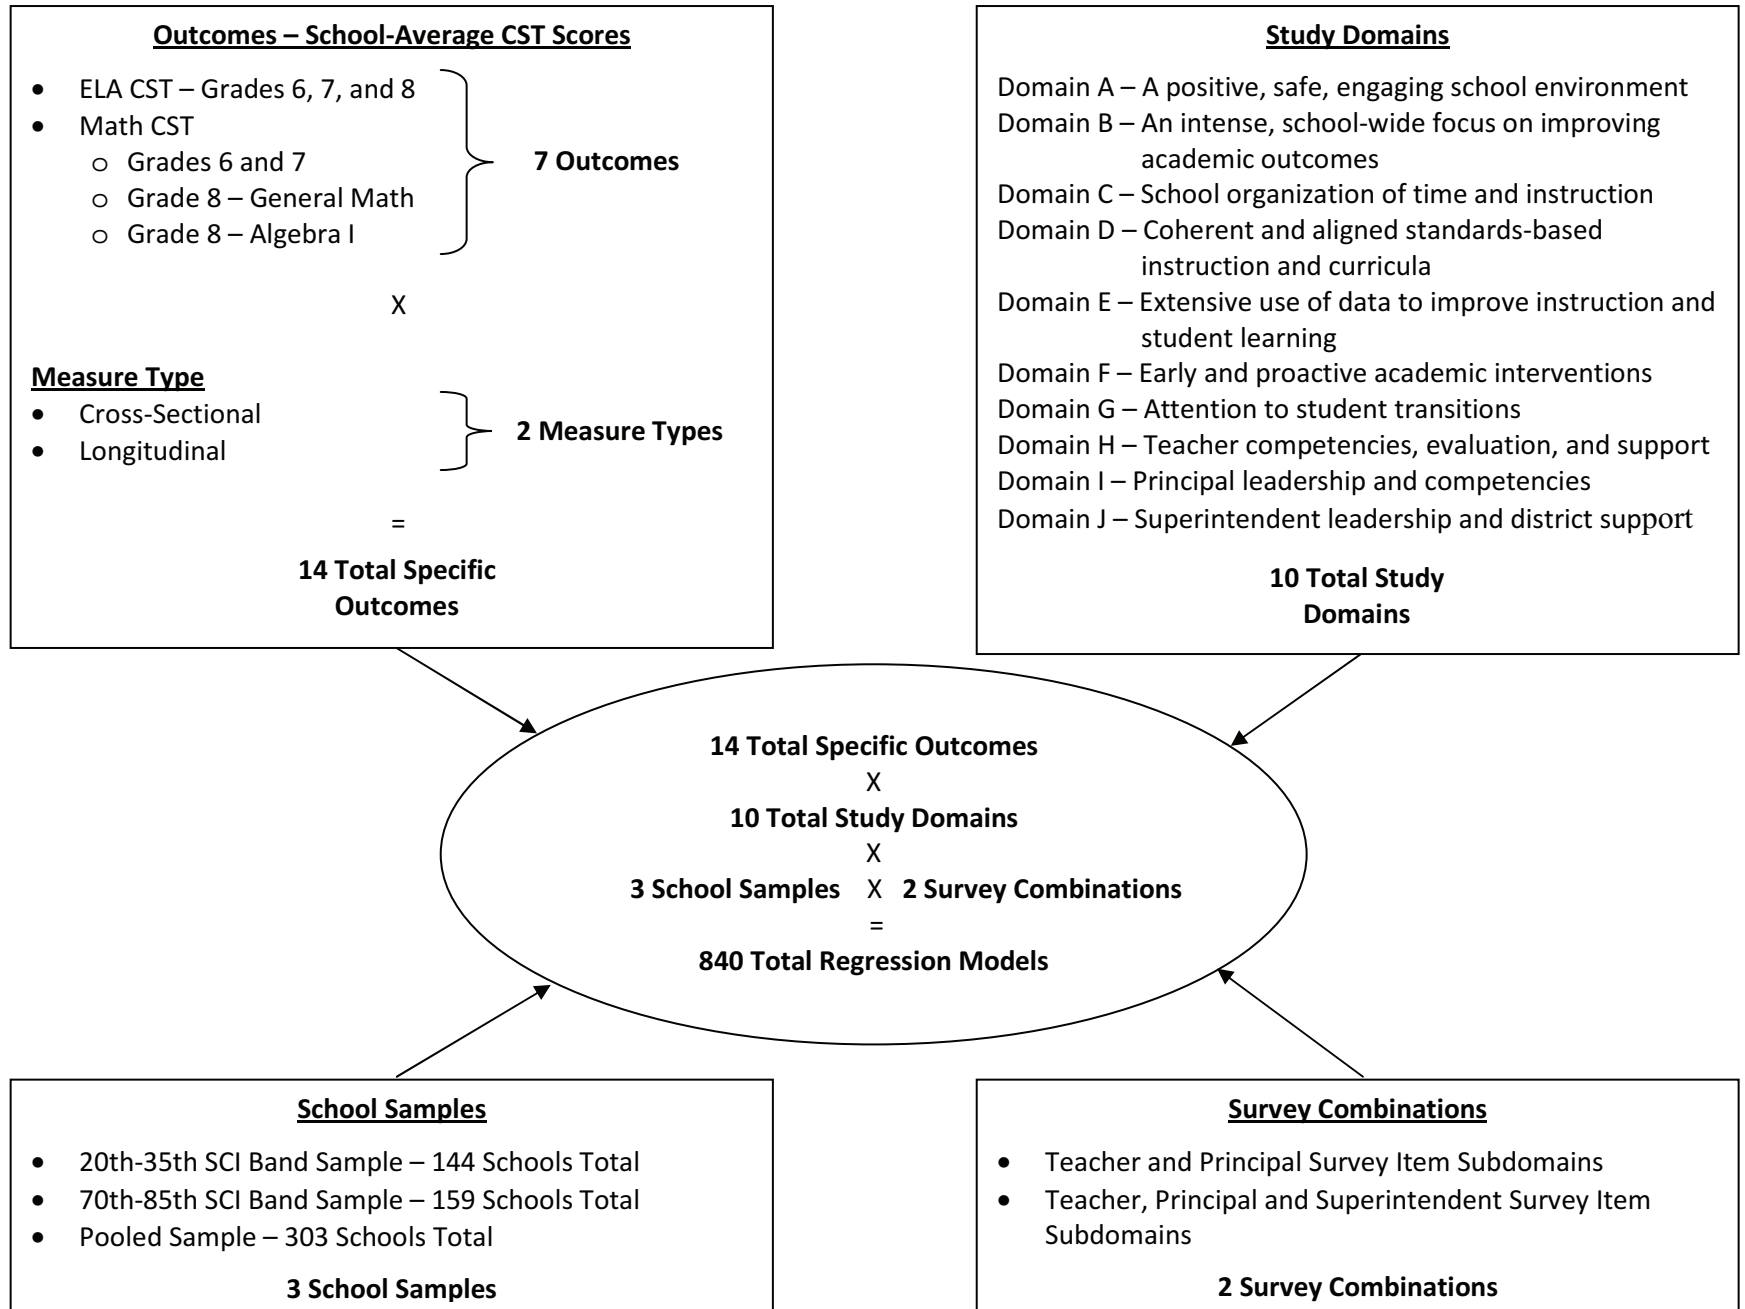 Outcomes – School-Average CST Scores
• ELA CST – Grades 6, 7, and 8
• Math CST
o Grades 6 and 7
o Grade 8 – General Math
o Grade 8 – Algebra I
7 Outcomes
X
Measure Type
• Cross-Sectional
• Longitudinal
2 Measure Types
=
14 Total Specific
Outcomes
Study Domains
Domain A – A positive, safe, engaging school environment
Domain B – An intense, school-wide focus on improving
academic outcomes
Domain C – School organization of time and instruction
Domain D – Coherent and aligned standards-based
instruction and curricula
Domain E – Extensive use of data to improve instruction and
student learning
Domain F – Early and proactive academic interventions
Domain G – Attention to student transitions
Domain H – Teacher competencies, evaluation, and support
Domain I – Principal leadership and competencies
Domain J – Superintendent leadership and district support
10 Total Study
Domains
14 Total Specific Outcomes
X
10 Total Study Domains
X
3 School Samples X 2 Survey Combinations
=
840 Total Regression Models
School Samples
• 20th-35th SCI Band Sample – 144 Schools Total
• 70th-85th SCI Band Sample – 159 Schools Total
• Pooled Sample – 303 Schools Total
3 School Samples
Survey Combinations
• Teacher and Principal Survey Item Subdomains
• Teacher, Principal and Superintendent Survey Item
Subdomains
2 Survey Combinations